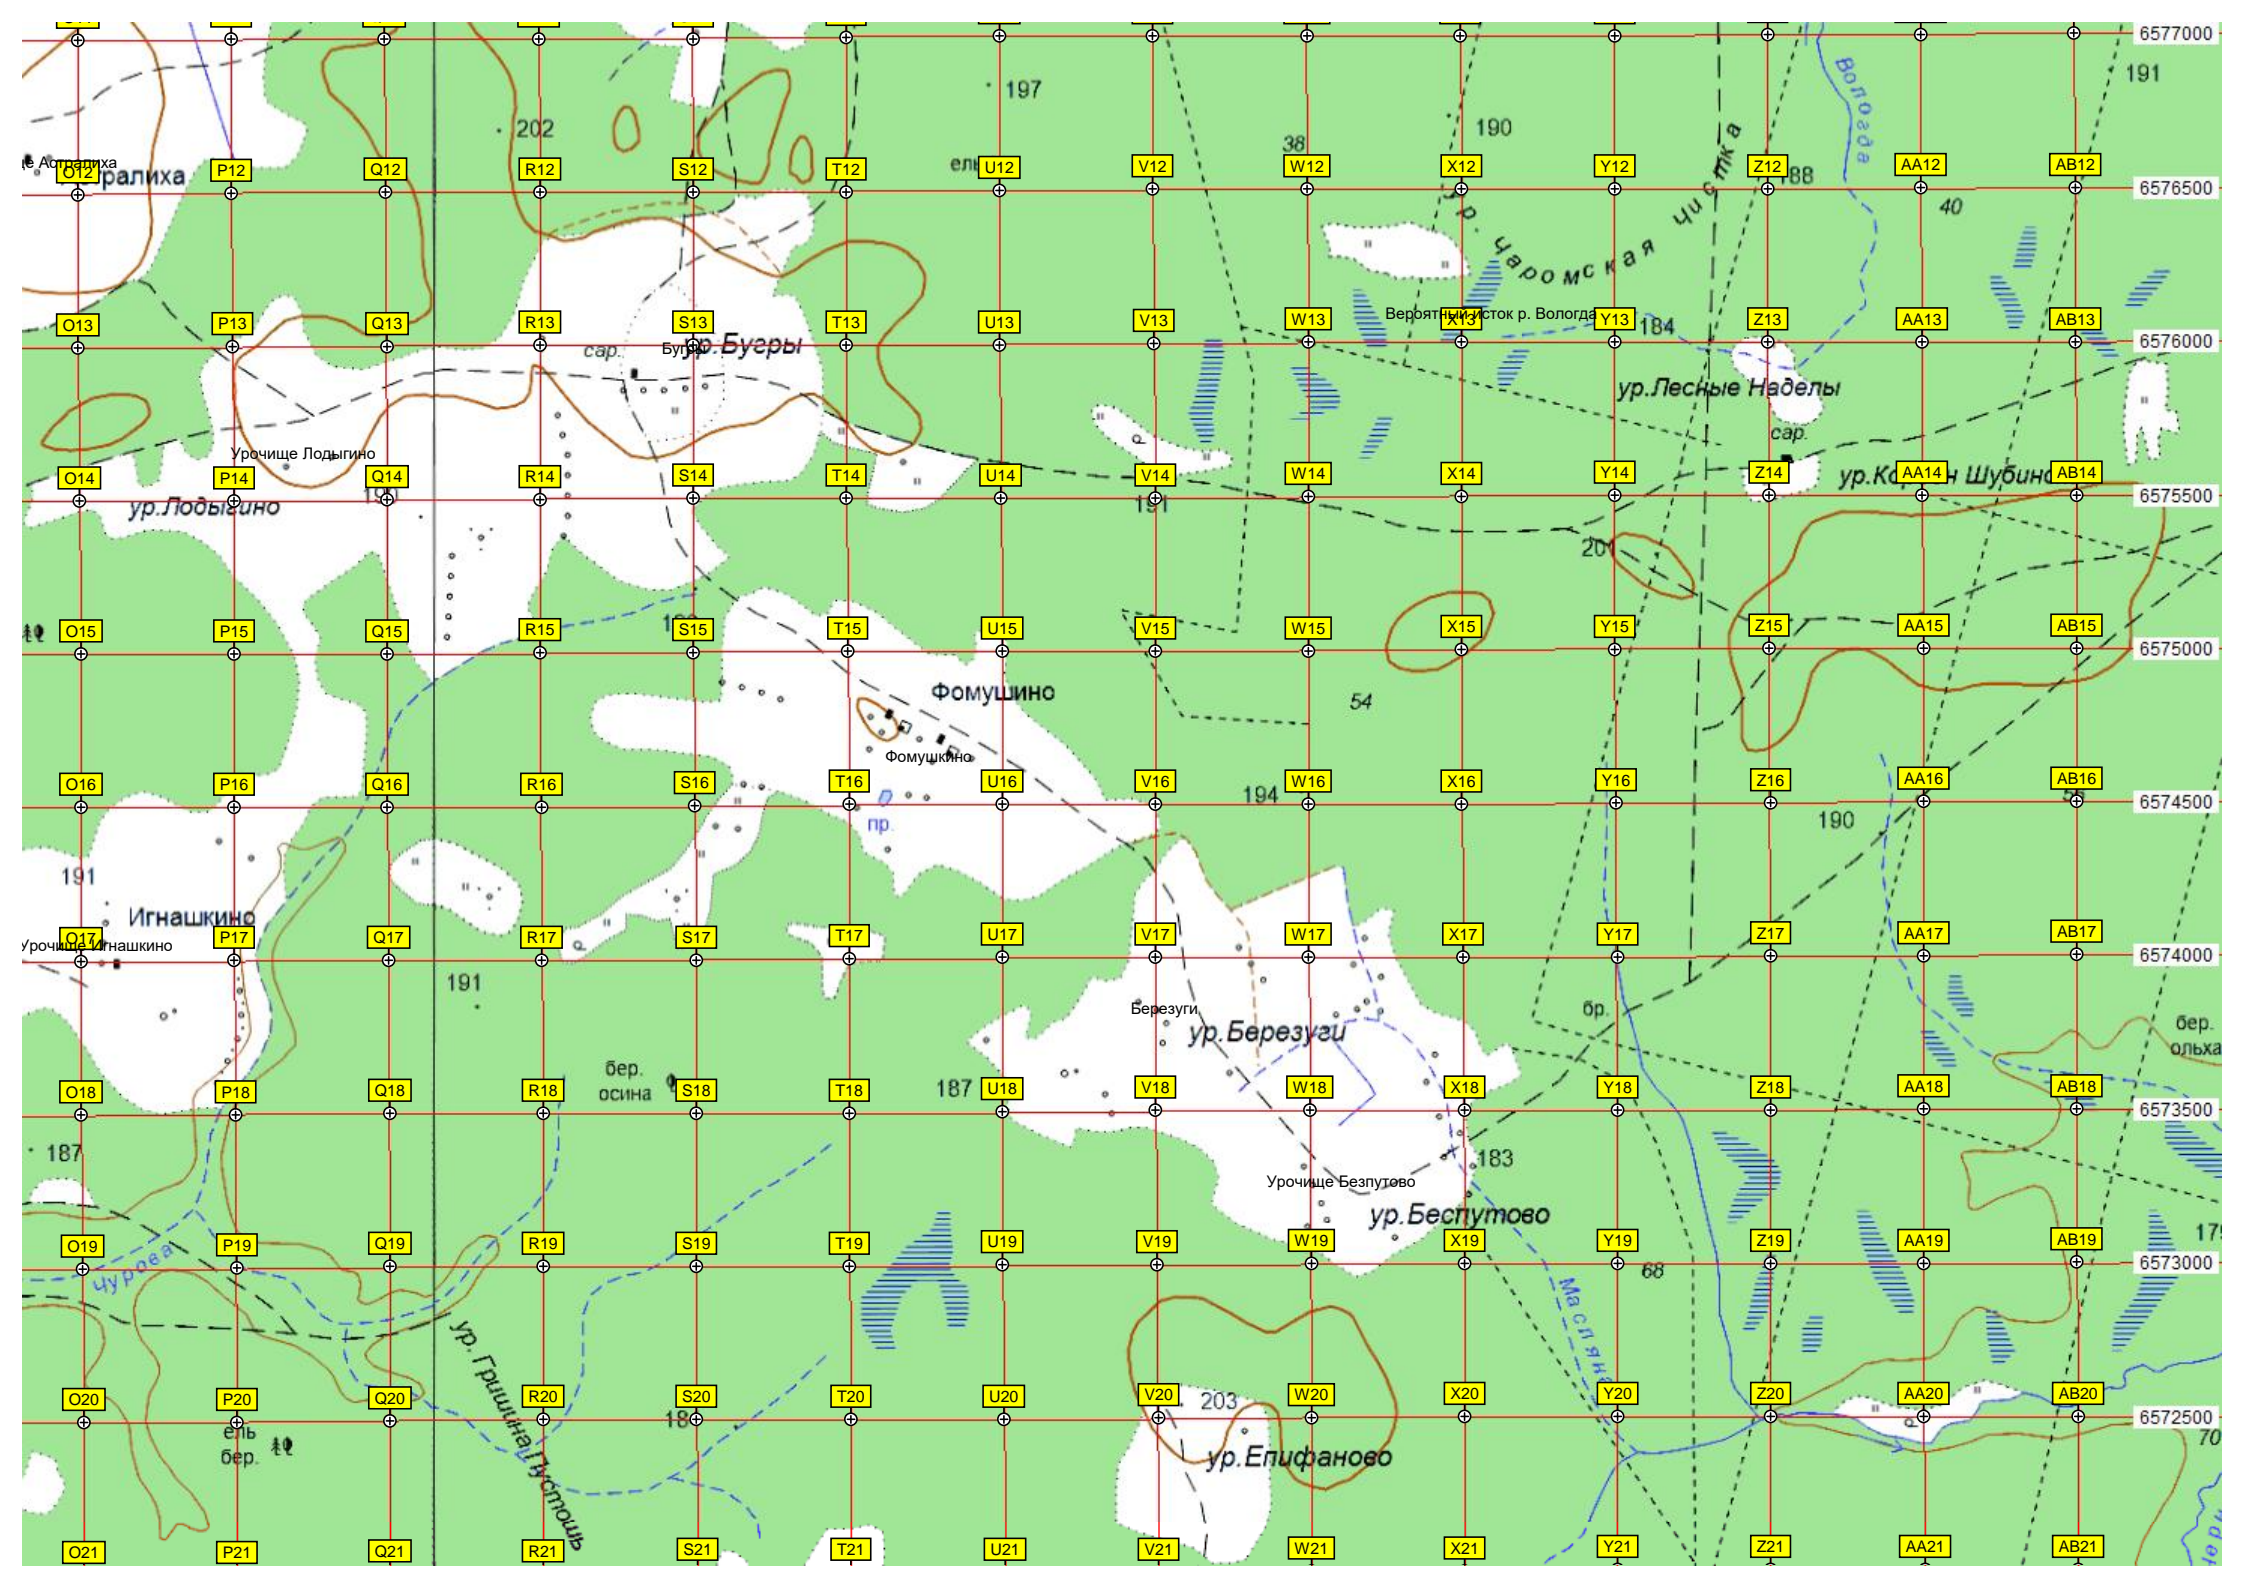 6577000
191
Вологда
197
202
190
38
ель
Чистка
188
40
це Астралиха
O12 P12 Q12 R12 S12 T12 U12 V12 W12 X12 Y12 Z12 AA12 AB12
6576500
ур. Чаромская
Вероятный исток р. Вологда
184
O13 P13 Q13 R13 S13 T13 U13 V13 W13 X13 Y13 Z13 AA13 AB13
6576000
сар.
ур.Бугры
ур.Лесные Наделы
сар.
Урочище Лодыгино
O14 P14 Q14 R14 S14 T14 U14 V14 W14 X14 Y14 Z14 AA14 AB14
6575500
ур.Лодыгино
190
191
201
O15 P15 Q15 R15 S15 T15 U15 V15 W15 X15 Y15 Z15 AA15 AB15
6575000
Фомушино
54
Фомушкино
O16 P16 Q16 R16 S16 T16 U16 V16 W16 X16 Y16 Z16 AA16 AB16
6574500
194
190
пр.
191
Игнашкино
Урочище Игнашкино
O17 P17 Q17 R17 S17 T17 U17 V17 W17 X17 Y17 Z17 AA17 AB17
6574000
191
Березуги
ур.Березуги
бр.
бер.
ольха
бер.
осина
187
O18 P18 Q18 R18 S18 T18 U18 V18 W18 X18 Y18 Z18 AA18 AB18
6573500
187
183
Урочище Безпутово
ур.Беспутово
O19 P19 Q19 R19 S19 T19 U19 V19 W19 X19 Y19 Z19 AA19 AB19
6573000
Чурова
68
Масляна
ур.Гришина Пустошь
203
O20 P20 Q20 R20 S20 T20 U20 V20 W20 X20 Y20 Z20 AA20 AB20
6572500
ель
бер.
ур.Епифаново
70
O21 P21 Q21 R21 S21 T21 U21 V21 W21 X21 Y21 Z21 AA21 AB21